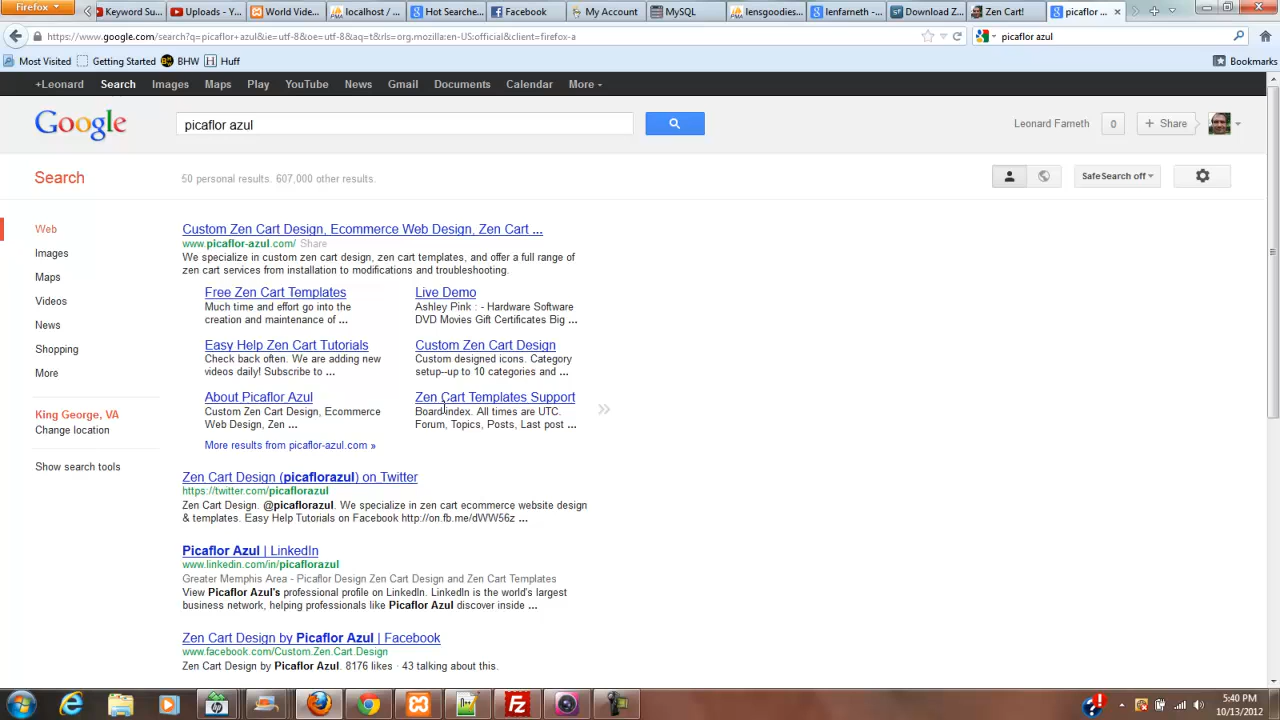 Firefox
Keyword Su...
Uploads - Y...
World Vide...
localhost / ...
Hot Sear...
Facebook
My Account
MySQL
lensgoodies...
lenfarneth -...
Download Z...
Zen Cart!
picaflor ...
https://www.google.com/search?q=picaflor+azul&ie=utf-8&oe=utf-8&aq=t&rls=org.mozilla:en-US:official&client=firefox-a
picaflor azul
Most Visited
Getting Started
BHW
Huff
Bookmarks
+Leonard
Search
Images
Maps
Play
YouTube
News
Gmail
Documents
Calendar
More
Google
picaflor azul
Leonard Farneth
0
+ Share
Search
50 personal results. 607,000 other results.
SafeSearch off
Web
Images
Maps
Videos
News
Shopping
More
King George, VA
Change location
Show search tools
Custom Zen Cart Design, Ecommerce Web Design, Zen Cart ...
www.picaflor-azul.com/ Share
We specialize in custom zen cart design, zen cart templates, and offer a full range of
zen cart services from installation to modifications and troubleshooting.
Free Zen Cart Templates
Much time and effort go into the
creation and maintenance of ...
Live Demo
Ashley Pink : - Hardware Software
DVD Movies Gift Certificates Big ...
Easy Help Zen Cart Tutorials
Check back often. We are adding new
videos daily! Subscribe to ...
Custom Zen Cart Design
Custom designed icons. Category
setup--up to 10 categories and ...
About Picaflor Azul
Custom Zen Cart Design, Ecommerce
Web Design, Zen ...
Zen Cart Templates Support
Board index. All times are UTC.
Forum, Topics, Posts, Last post ...
More results from picaflor-azul.com »
Zen Cart Design (picaflorazul) on Twitter
https://twitter.com/picaflorazul
Zen Cart Design. @picaflorazul. We specialize in zen cart ecommerce website design
& templates. Easy Help Tutorials on Facebook http://on.fb.me/dWW56z ...
Picaflor Azul | LinkedIn
www.linkedin.com/in/picaflorazul
Greater Memphis Area - Picaflor Design Zen Cart Design and Zen Cart Templates
View Picaflor Azul's professional profile on LinkedIn. LinkedIn is the world's largest
business network, helping professionals like Picaflor Azul discover inside ...
Zen Cart Design by Picaflor Azul | Facebook
www.facebook.com/Custom.Zen.Cart.Design
Zen Cart Design by Picaflor Azul. 8176 likes · 43 talking about this.
5:40 PM
10/13/2012